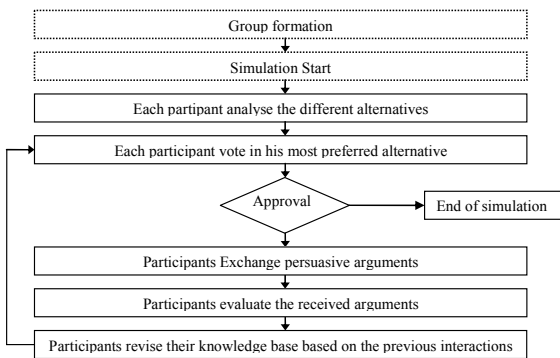 Group formation
Simulation Start
Each partipant analyse the different alternatives
Each participant vote in his most preferred alternative
Approval
End of simulation
Participants Exchange persuasive arguments
Participants evaluate the received arguments
Participants revise their knowledge base based on the previous interactions